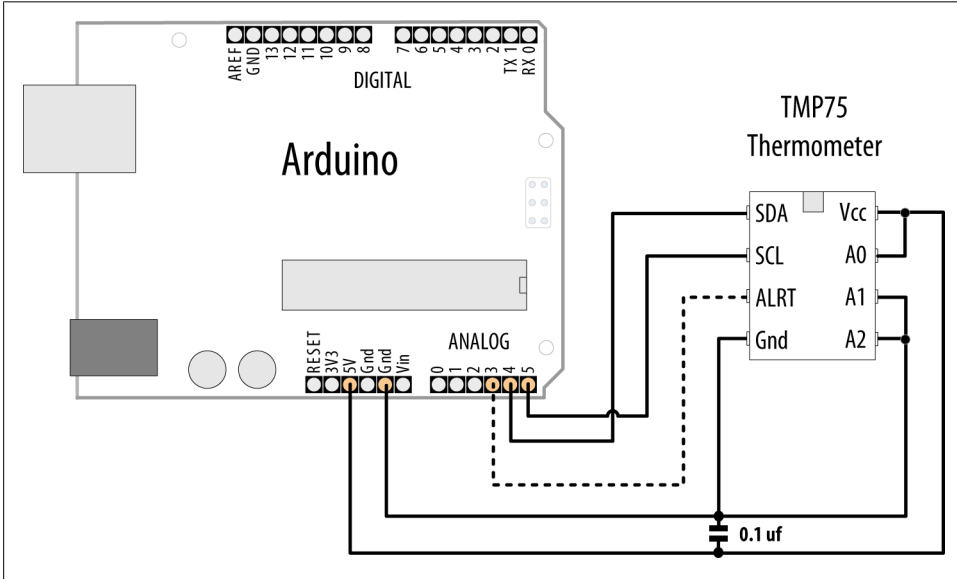 AREF
GND
13
12
11
10
9
8
7
6
5
4
3
2
TX 1
RX 0
DIGITAL
TMP75
Thermometer
Arduino
SDA
Vcc
SCL
A0
ALRT
A1
Gnd
A2
ANALOG
RESET
3V3
5V
Gnd
Gnd
Vin
0
1
2
3
4
5
0.1 uf